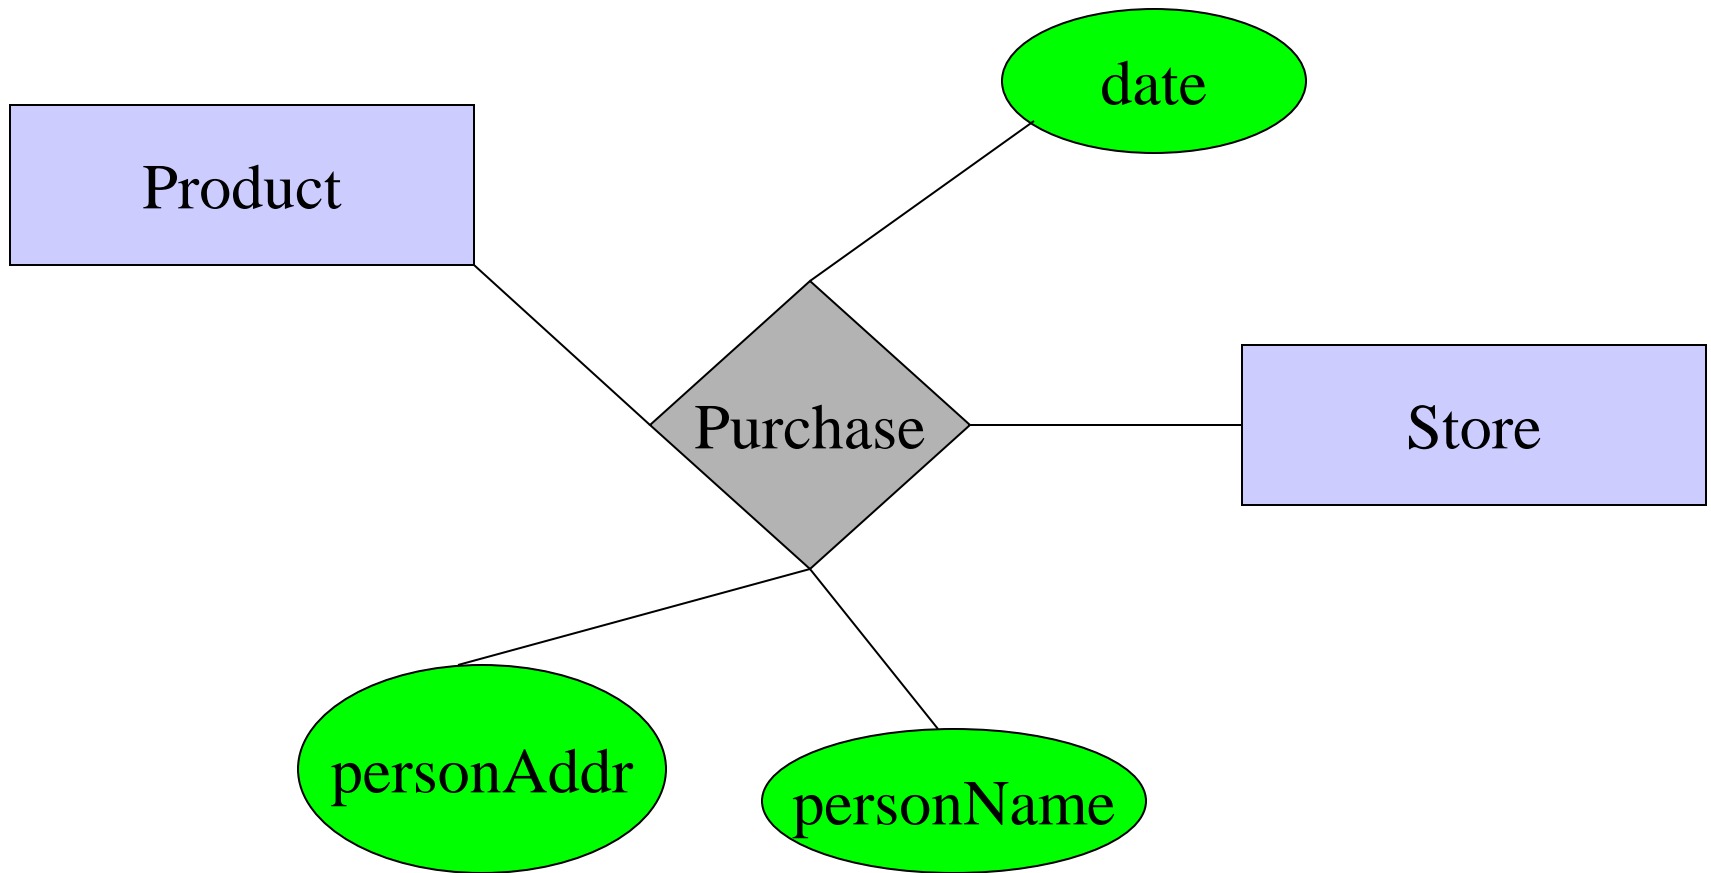 date
Product
Purchase
Store
personAddr
personName